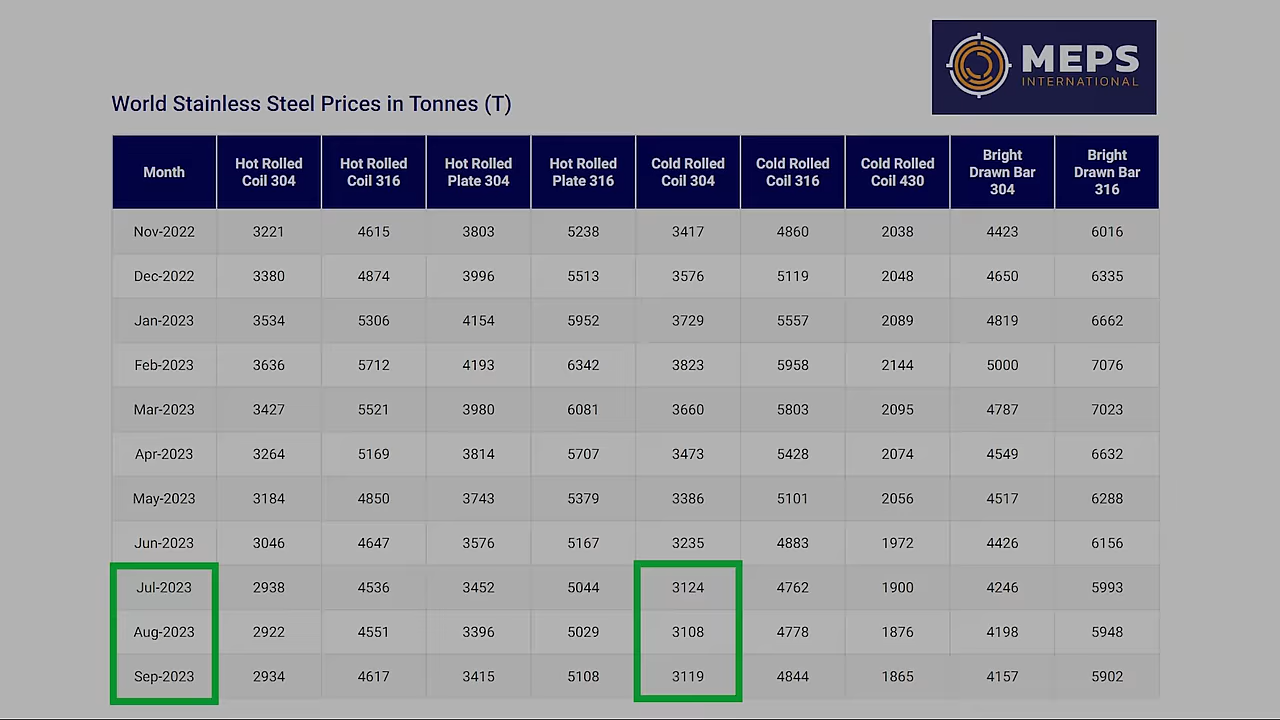 MEPS
INTERNATIONAL
World Stainless Steel Prices in Tonnes (T)
Month Hot Rolled Coil 304 Hot Rolled Coil 316 Hot Rolled Plate 304 Hot Rolled Plate 316 Cold Rolled Coil 304 Cold Rolled Coil 316 Cold Rolled Coil 430 Bright Drawn Bar 304 Bright Drawn Bar 316
Nov-2022 3221 4615 3803 5238 3417 4860 2038 4423 6016
Dec-2022 3380 4874 3996 5513 3576 5119 2048 4650 6335
Jan-2023 3534 5306 4154 5952 3729 5557 2089 4819 6662
Feb-2023 3636 5712 4193 6342 3823 5958 2144 5000 7076
Mar-2023 3427 5521 3980 6081 3660 5803 2095 4787 7023
Apr-2023 3264 5169 3814 5707 3473 5428 2074 4549 6632
May-2023 3184 4850 3743 5379 3386 5101 2056 4517 6288
Jun-2023 3046 4647 3576 5167 3235 4883 1972 4426 6156
Jul-2023 2938 4536 3452 5044 3124 4762 1900 4246 5993
Aug-2023 2922 4551 3396 5029 3108 4778 1876 4198 5948
Sep-2023 2934 4617 3415 5108 3119 4844 1865 4157 5902